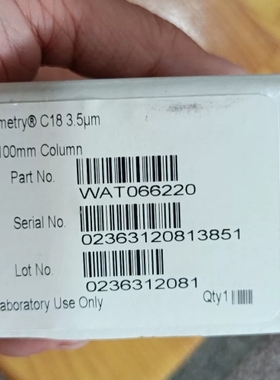 metry® C18 3.5µm
100mm Column
Part No.
WAT066220
Serial No.
02363120813851
Lot No.
0236312081
aboratory Use Only
Qty 1